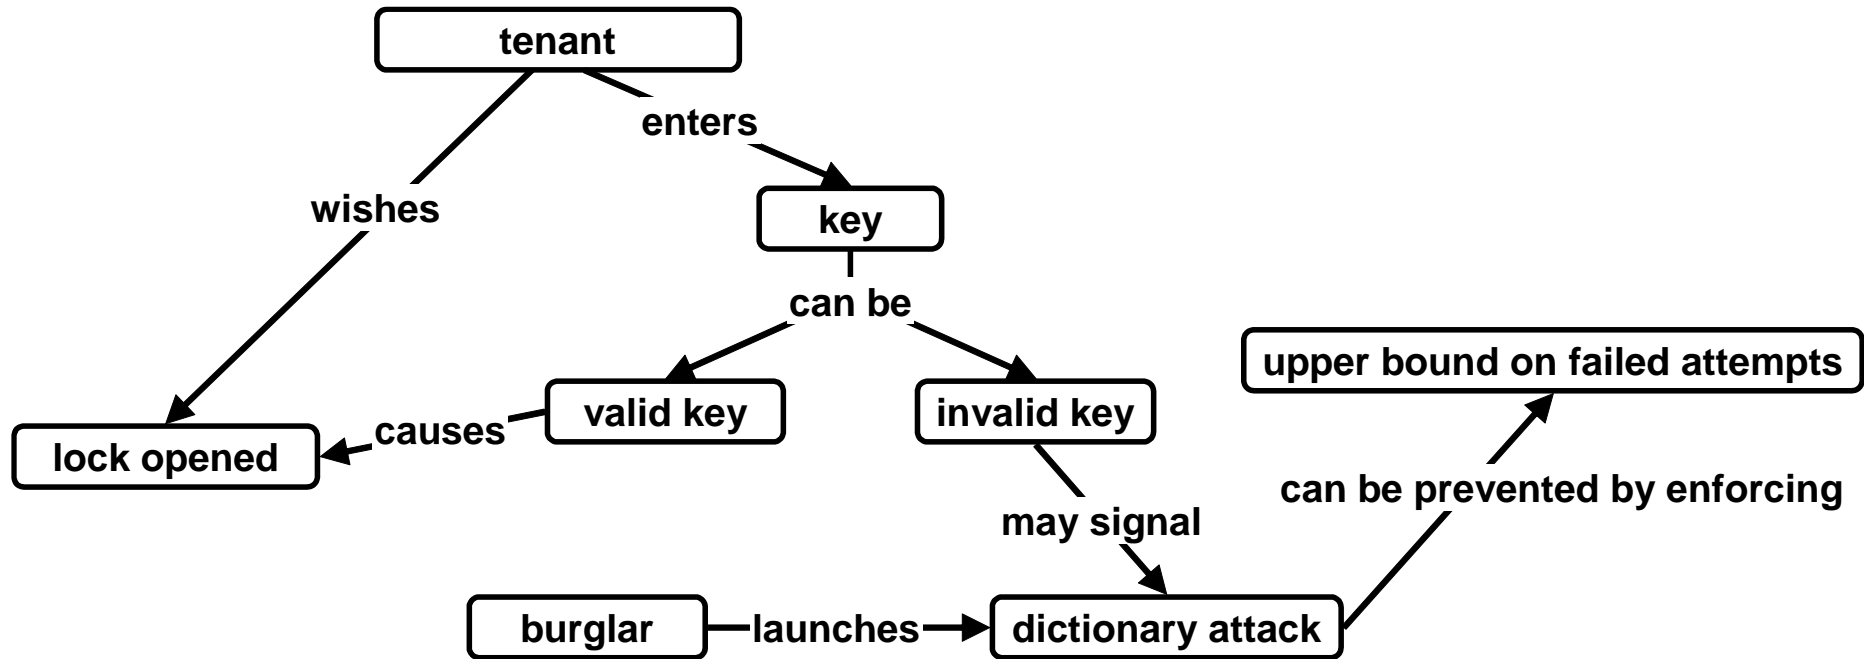 tenant
enters
wishes
key
can be
upper bound on failed attempts
valid key
invalid key
causes
lock opened
can be prevented by enforcing
may signal
burglar
launches
dictionary attack